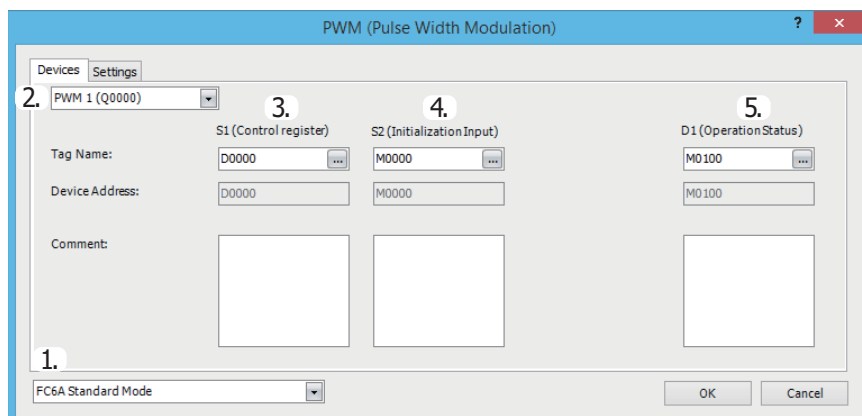 PWM (Pulse Width Modulation)
? ×
Devices Settings
2. PWM 1 (Q0000)
3. 4. 5.
S1 (Control register) S2 (Initialization Input) D1 (Operation Status)
Tag Name: D0000 ... M0000 ... M0100 ...
Device Address: D0000 M0000 M0100
Comment:
1.
FC6A Standard Mode OK Cancel